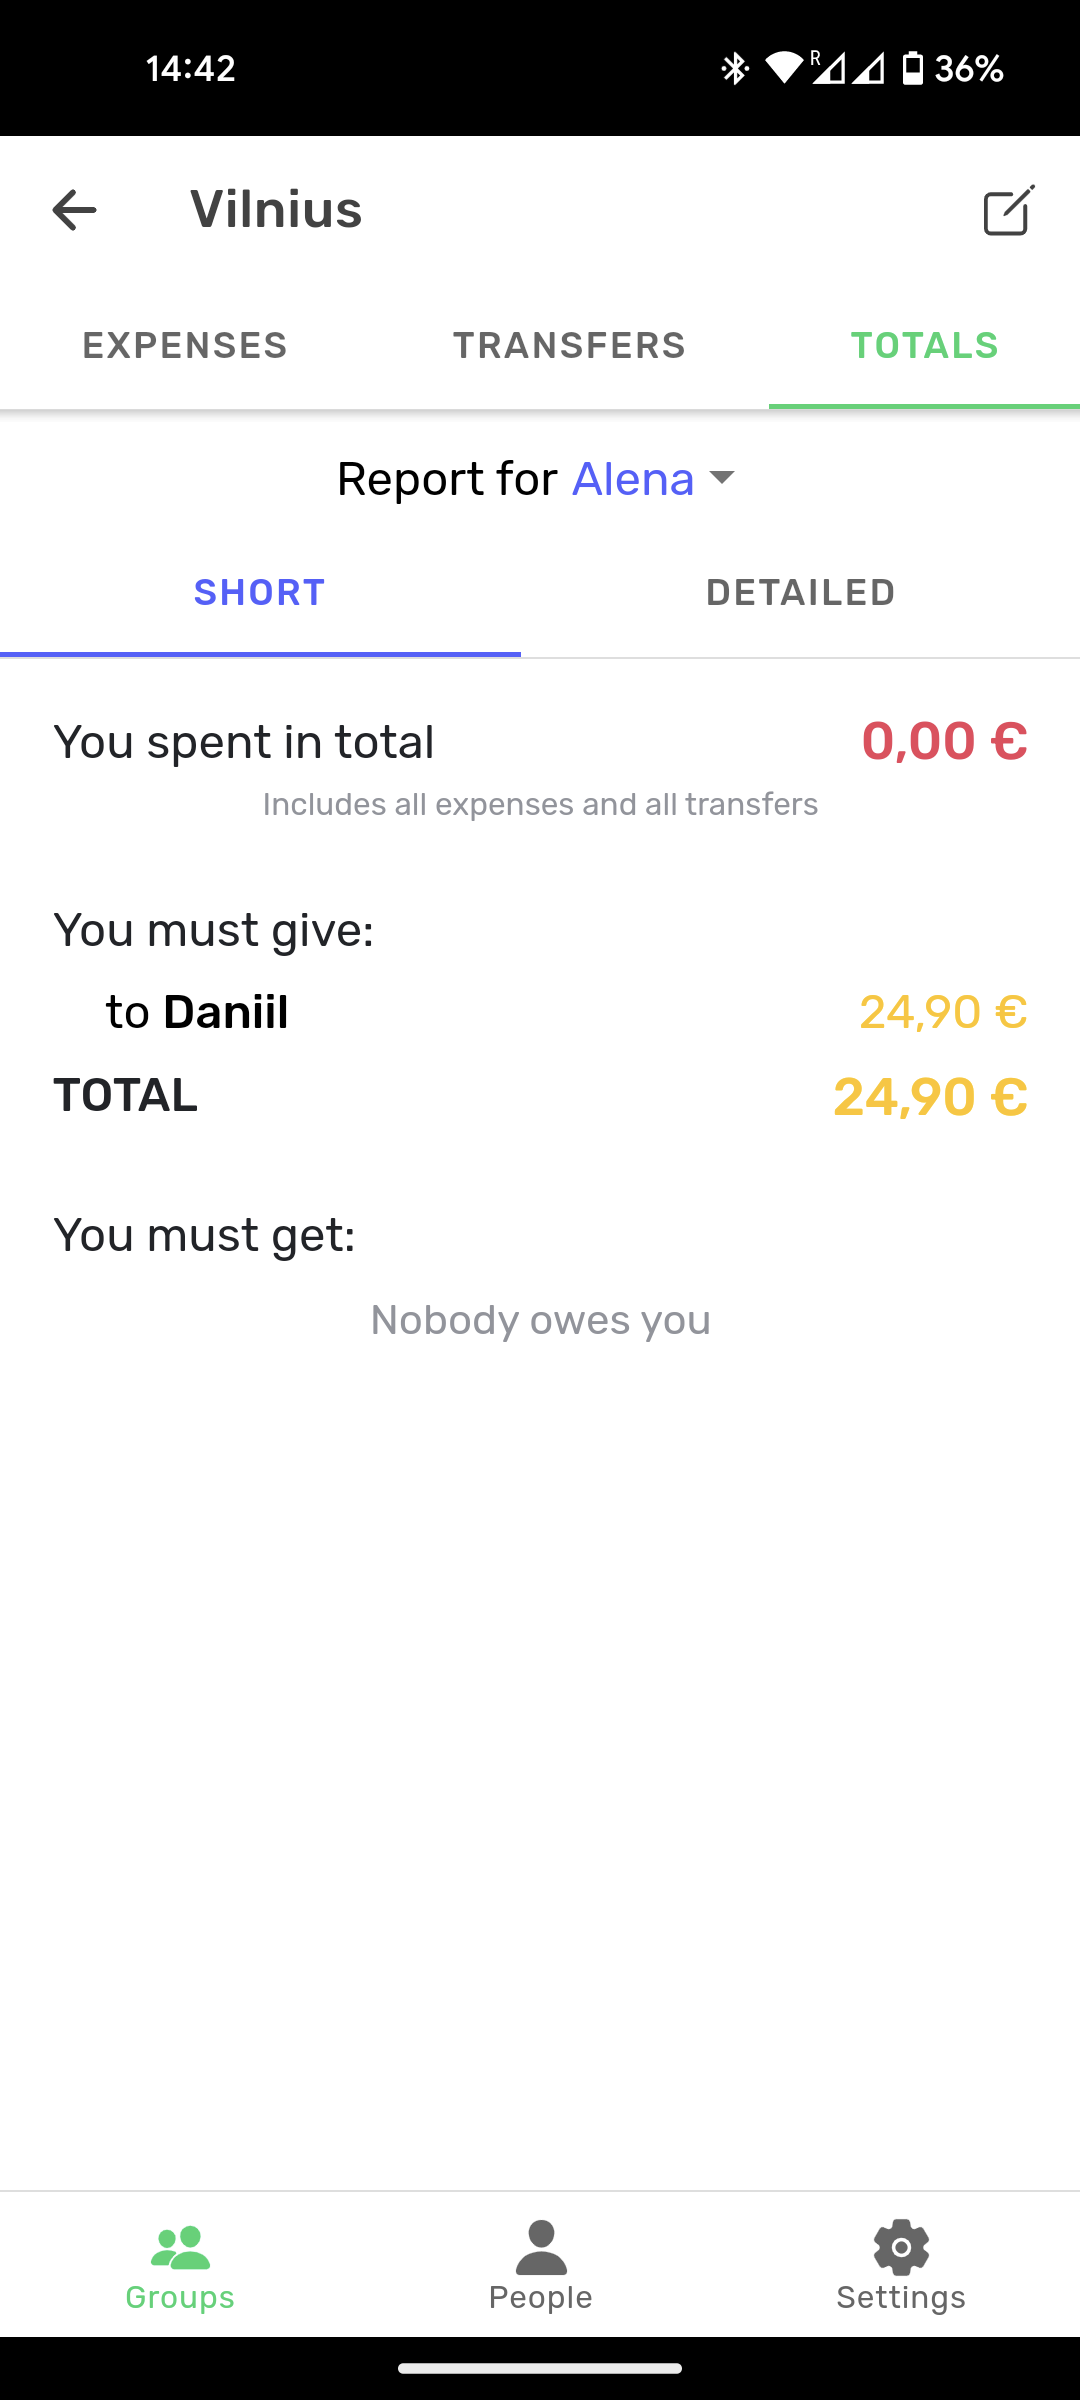 14:42 R 36%
Vilnius
EXPENSES TRANSFERS TOTALS
Report for Alena
SHORT DETAILED
You spent in total 0,00 €
Includes all expenses and all transfers
You must give:
to Daniil 24,90 €
TOTAL 24,90 €
You must get:
Nobody owes you
Groups People Settings